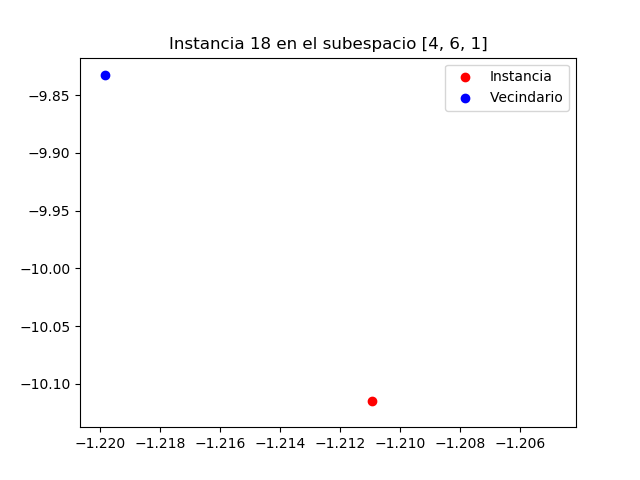 Instancia 18 en el subespacio [4, 6, 1]
Instancia
Vecindario
−9.85
−9.90
−9.95
−10.00
−10.05
−10.10
−1.220 −1.218 −1.216 −1.214 −1.212 −1.210 −1.208 −1.206